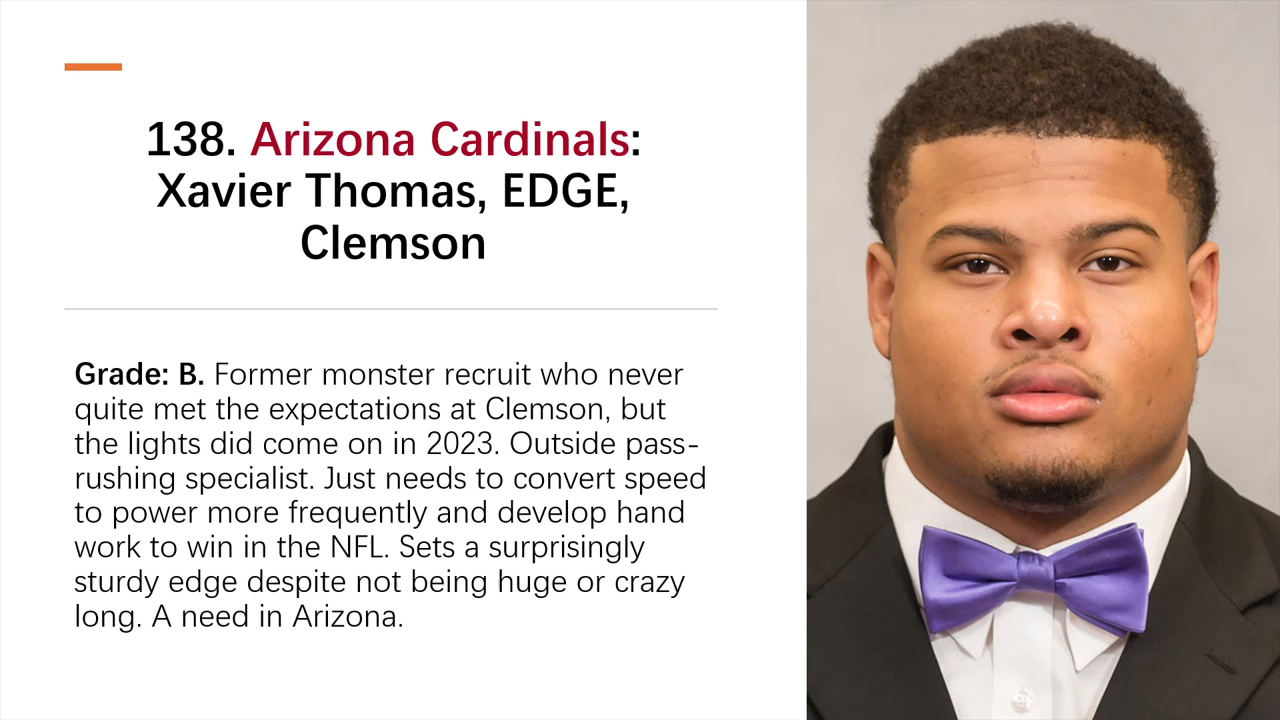 138. Arizona Cardinals:
Xavier Thomas, EDGE,
Clemson
Grade: B. Former monster recruit who never
quite met the expectations at Clemson, but
the lights did come on in 2023. Outside pass-
rushing specialist. Just needs to convert speed
to power more frequently and develop hand
work to win in the NFL. Sets a surprisingly
sturdy edge despite not being huge or crazy
long. A need in Arizona.